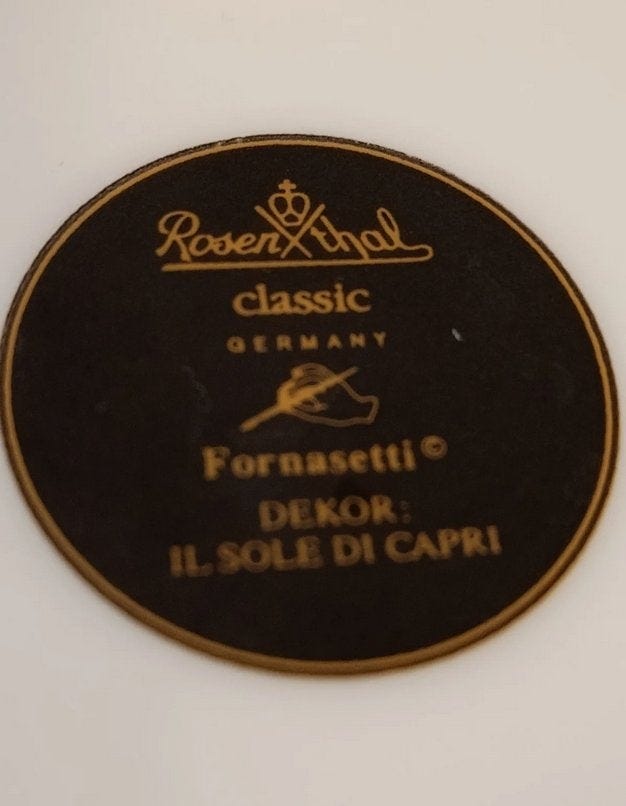 Rosenthal
classic
GERMANY
Fornasetti©
DEKOR:
IL SOLE DI CAPRI